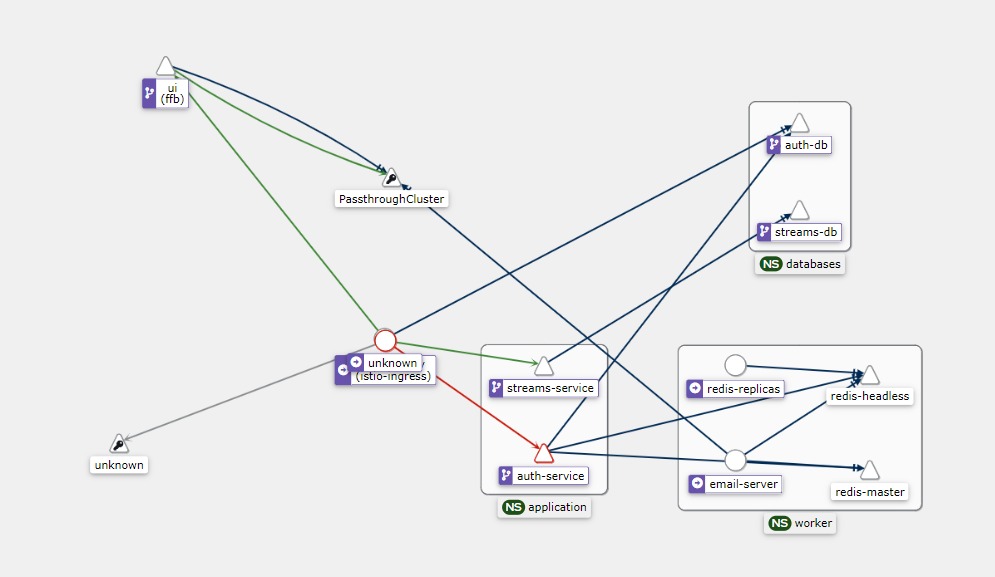 ui
(ffb)
PassthroughCluster
auth-db
streams-db
NS databases
unknown
(istio-ingress)
streams-service
redis-replicas
redis-headless
unknown
auth-service
email-server
redis-master
NS application
NS worker